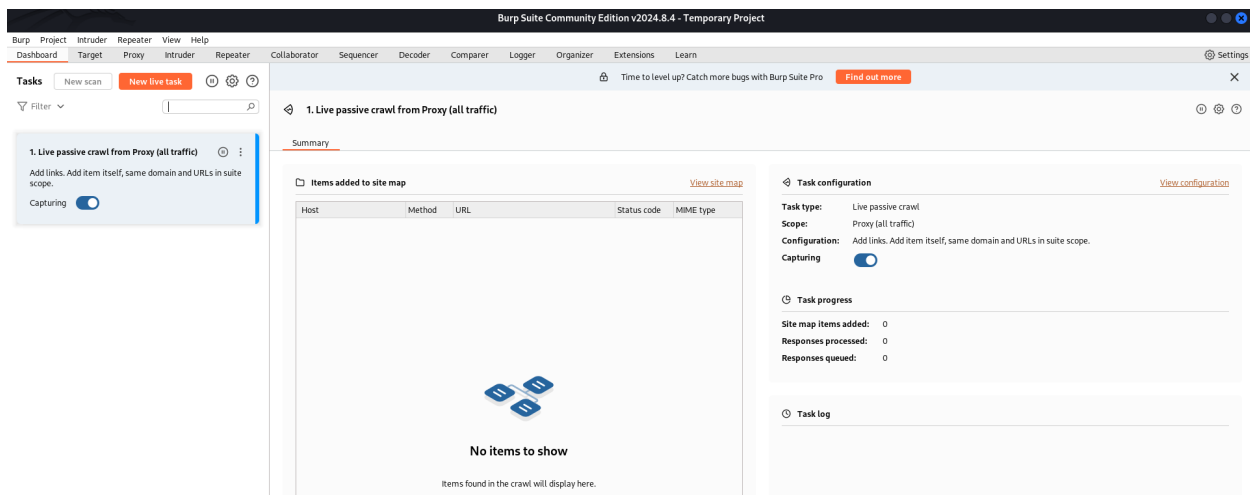 Burp Suite Community Edition v2024.8.4 - Temporary Project
Burp Project Intruder Repeater View Help
Dashboard Target Proxy Intruder Repeater Collaborator Sequencer Decoder Comparer Logger Organizer Extensions Learn Settings
Tasks New scan New live task
Time to level up? Catch more bugs with Burp Suite Pro Find out more
Filter
1. Live passive crawl from Proxy (all traffic)
Add links. Add item itself, same domain and URLs in suite
scope.
Capturing
1. Live passive crawl from Proxy (all traffic)
Summary
Items added to site map View site map
Host Method URL Status code MIME type
No items to show
Items found in the crawl will display here.
Task configuration View configuration
Task type: Live passive crawl
Scope: Proxy (all traffic)
Configuration: Add links. Add item itself, same domain and URLs in suite scope.
Capturing
Task progress
Site map items added: 0
Responses processed: 0
Responses queued: 0
Task log